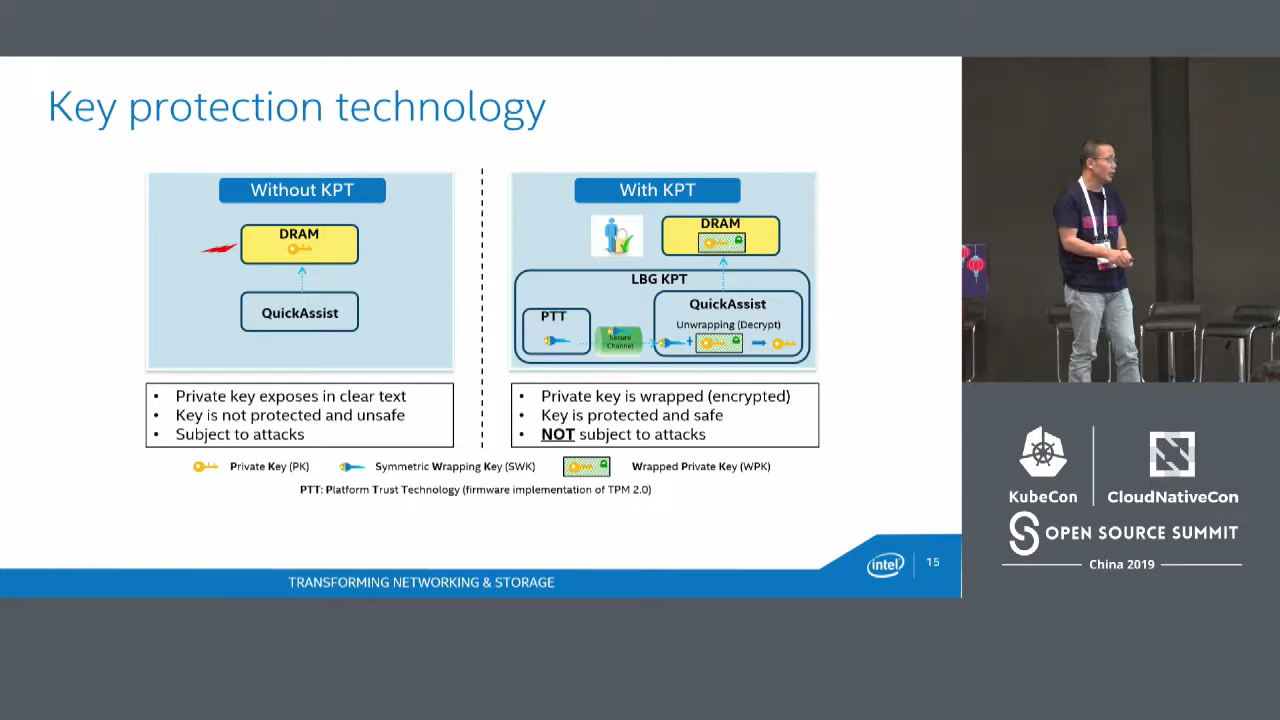 Key protection technology
Without KPT
DRAM
QuickAssist
With KPT
DRAM
LBG KPT
PTT
Secure
Channel
QuickAssist
Unwrapping (Decrypt)
+
• Private key exposes in clear text
• Key is not protected and unsafe
• Subject to attacks
• Private key is wrapped (encrypted)
• Key is protected and safe
• NOT subject to attacks
Private Key (PK)
Symmetric Wrapping Key (SWK)
Wrapped Private Key (WPK)
PTT: Platform Trust Technology (firmware implementation of TPM 2.0)
TRANSFORMING NETWORKING & STORAGE
intel
15
KubeCon
CloudNativeCon
OPEN SOURCE SUMMIT
China 2019